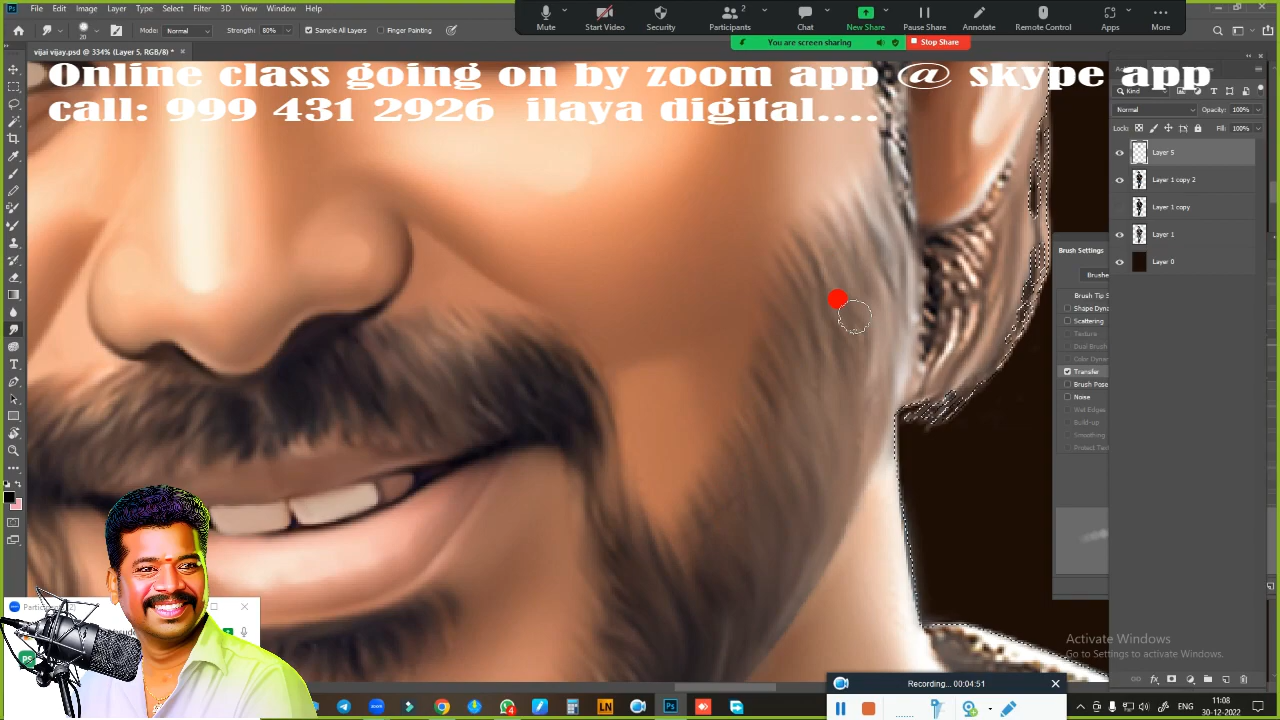 File Edit Image Layer Type Select Filter 3D View Window Help
Mute Start Video Security Participants 2 Chat New Share Pause Share Annotate Remote Control Apps More
Mode: Normal Strength: 80% Sample All Layers Finger Painting
You are screen sharing Stop Share
vijai vijay.psd @ 334% (Layer 5, RGB/8) *
Online class going on by zoom app @ skype app
call: 999 431 2926 ilaya digital....
Kind
Normal Opacity: 100%
Lock: Fill: 100%
Layer 5
Layer 1 copy 2
Layer 1 copy
Layer 1
Layer 0
Brush Settings
Brushe
Brush Tip S
Shape Dyna
Scattering
Texture
Dual Brush
Color Dynam
Transfer
Brush Pose
Noise
Wet Edges
Build-up
Smoothing
Protect Text
Activate Windows
Go to Settings to activate Windows.
Recording... 00:04:51
ENG 11:08
30-12-2022